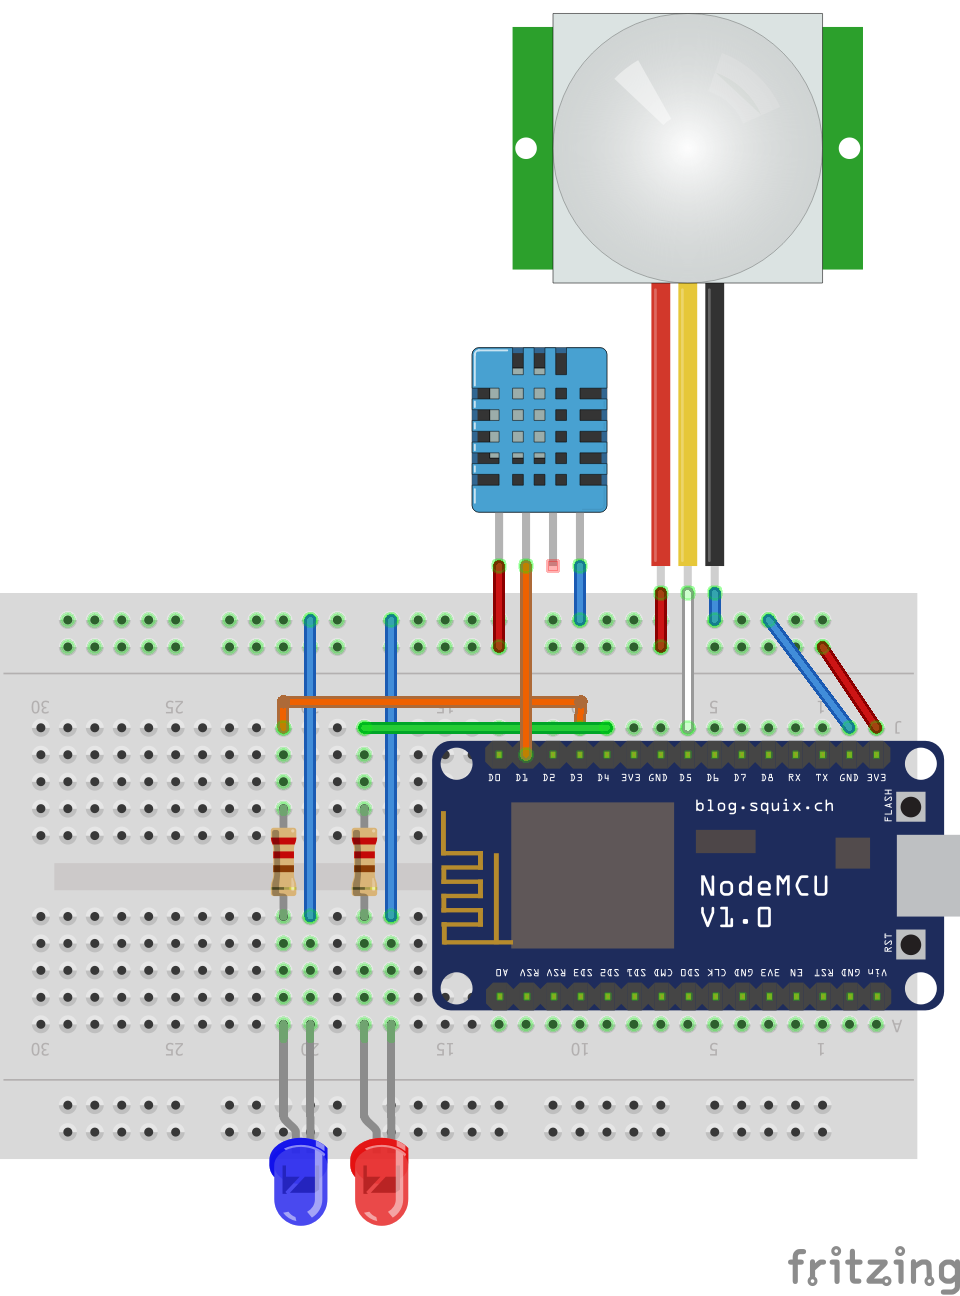 30 25 15 5 1 J
D0 D1 D2 D3 D4 3V3 GND D5 D6 D7 D8 RX TX GND 3V3
FLASH
blog.squix.ch
NodeMCU
V1.0
RST
A0 RSV RSV SD3 SD2 SD1 CMD SD0 CLK GND 3V3 EN RST GND Vin
A
30 25 20 15 10 5 1
fritzing